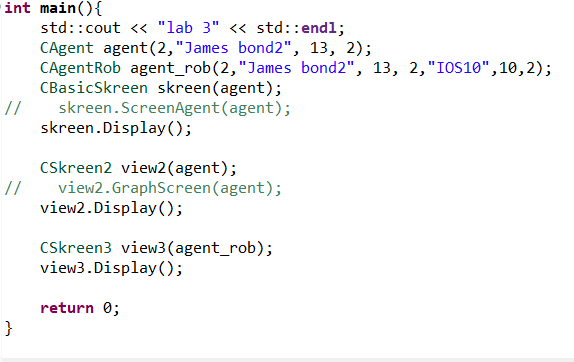 int main(){
    std::cout << "lab 3" << std::endl;
    CAgent agent(2,"James bond2", 13, 2);
    CAgentRob agent_rob(2,"James bond2", 13, 2,"IOS10",10,2);
    CBasicSkreen skreen(agent);
//    skreen.ScreenAgent(agent);
    skreen.Display();

    CSkreen2 view2(agent);
//    view2.GraphScreen(agent);
    view2.Display();

    CSkreen3 view3(agent_rob);
    view3.Display();

    return 0;
}